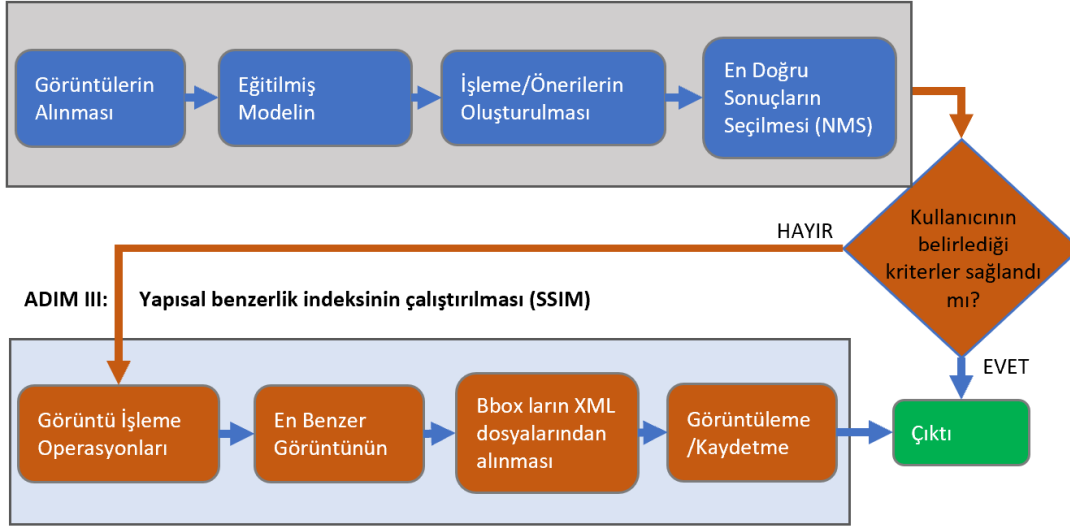 Görüntülerin
Alınması
Eğitilmiş
Modelin
İşleme/Önerilerin
Oluşturulması
En Doğru
Sonuçların
Seçilmesi (NMS)
Kullanıcının
belirlediği
kriterler sağlandı
mı?
HAYIR
EVET
ADIM III: Yapısal benzerlik indeksinin çalıştırılması (SSIM)
Görüntü İşleme
Operasyonları
En Benzer
Görüntünün
Bbox ların XML
dosyalarından
alınması
Görüntüleme
/Kaydetme
Çıktı